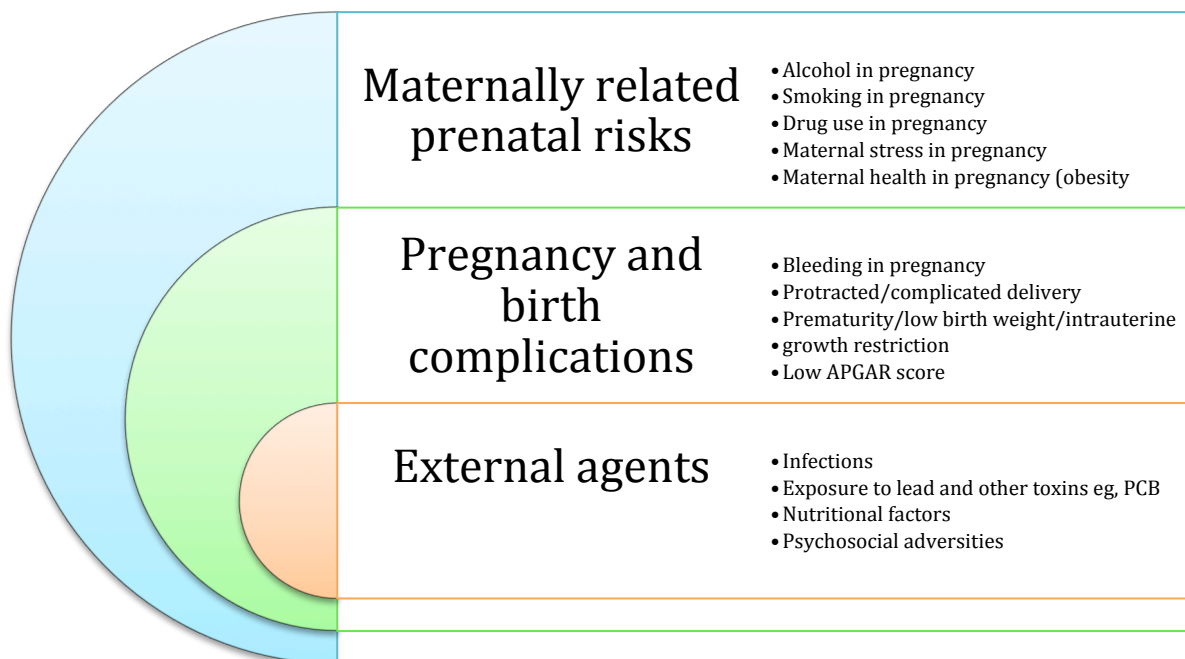 Maternally related
prenatal risks
•Alcohol in pregnancy
•Smoking in pregnancy
•Drug use in pregnancy
•Maternal stress in pregnancy
•Maternal health in pregnancy (obesity
Pregnancy and
birth
complications
•Bleeding in pregnancy
•Protracted/complicated delivery
•Prematurity/low birth weight/intrauterine
•growth restriction
•Low APGAR score
External agents
•Infections
•Exposure to lead and other toxins eg, PCB
•Nutritional factors
•Psychosocial adversities